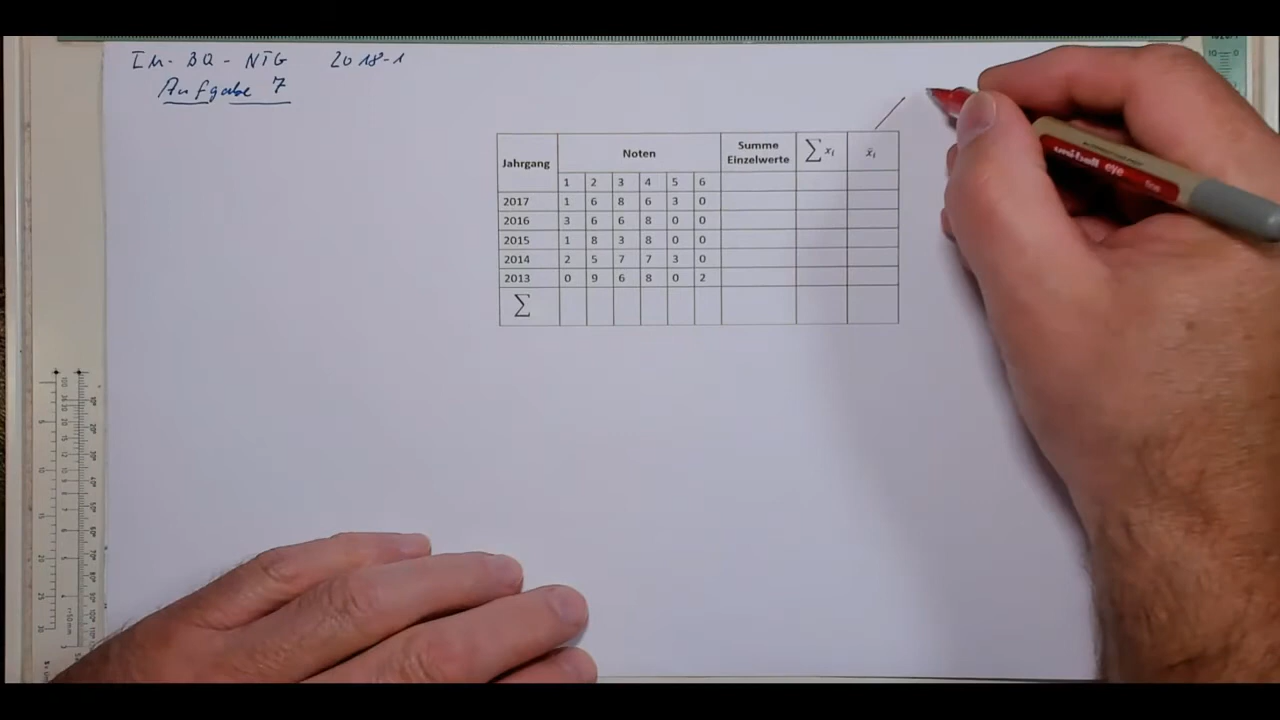 IM-BQ-NTG 2018-1
Aufgabe 7
Jahrgang Noten Summe Einzelwerte ∑ xᵢ x̄ᵢ
1 2 3 4 5 6
2017 1 6 8 6 3 0
2016 3 6 6 8 0 0
2015 1 8 3 8 0 0
2014 2 5 7 7 3 0
2013 0 9 6 8 0 2
∑
uni-ball eye fine